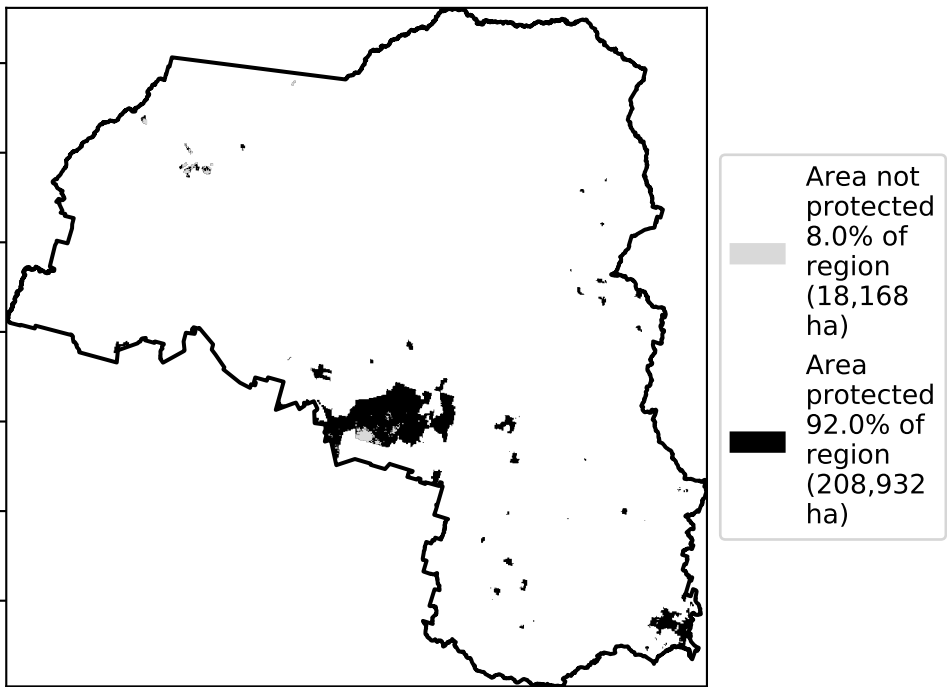 Area not
protected
8.0% of
region
(18,168
ha)
Area
protected
92.0% of
region
(208,932
ha)